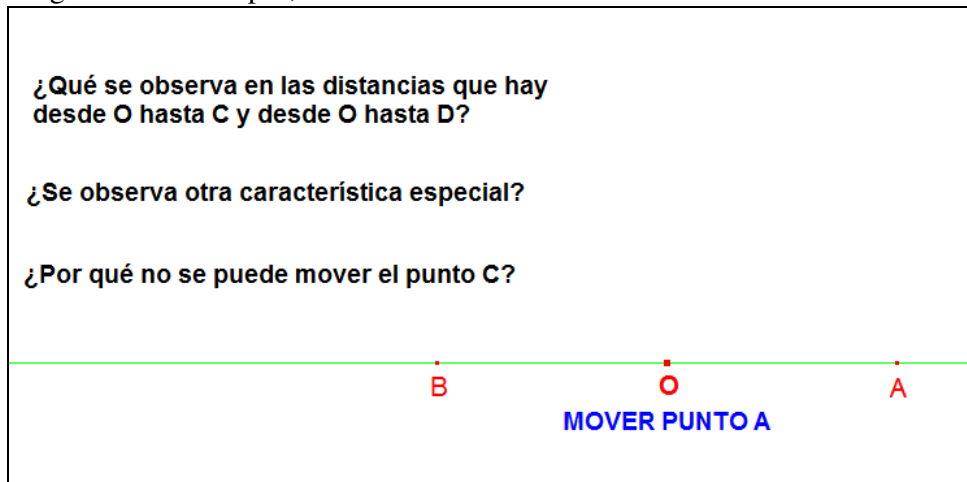 ¿Qué se observa en las distancias que hay
desde O hasta C y desde O hasta D?
¿Se observa otra característica especial?
¿Por qué no se puede mover el punto C?
B O A
MOVER PUNTO A